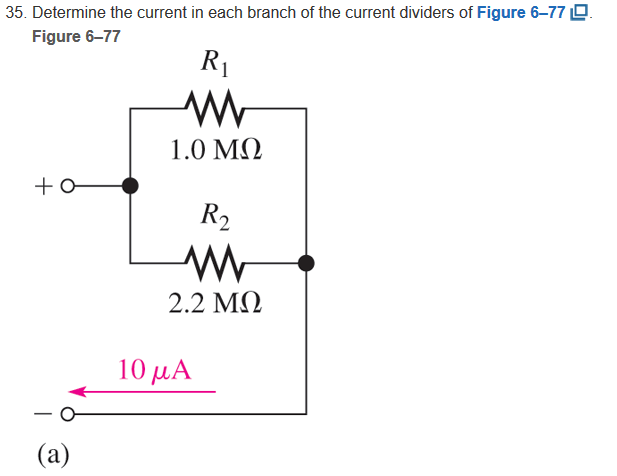 35. Determine the current in each branch of the current dividers of Figure 6–77.
Figure 6–77
R₁
1.0 MΩ
+
R₂
2.2 MΩ
10 μA
–
(a)